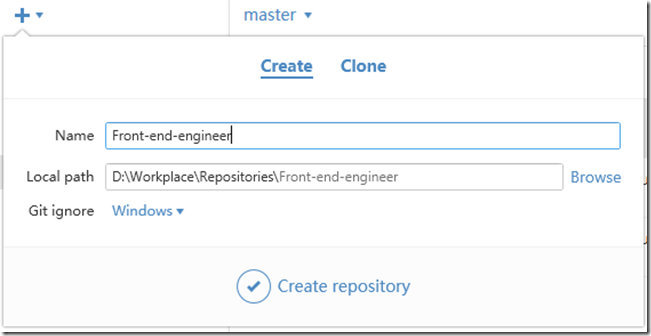 master
Create Clone
Name Front-end-engineer
Local path D:\Workplace\Repositories\Front-end-engineer Browse
Git ignore Windows
Create repository